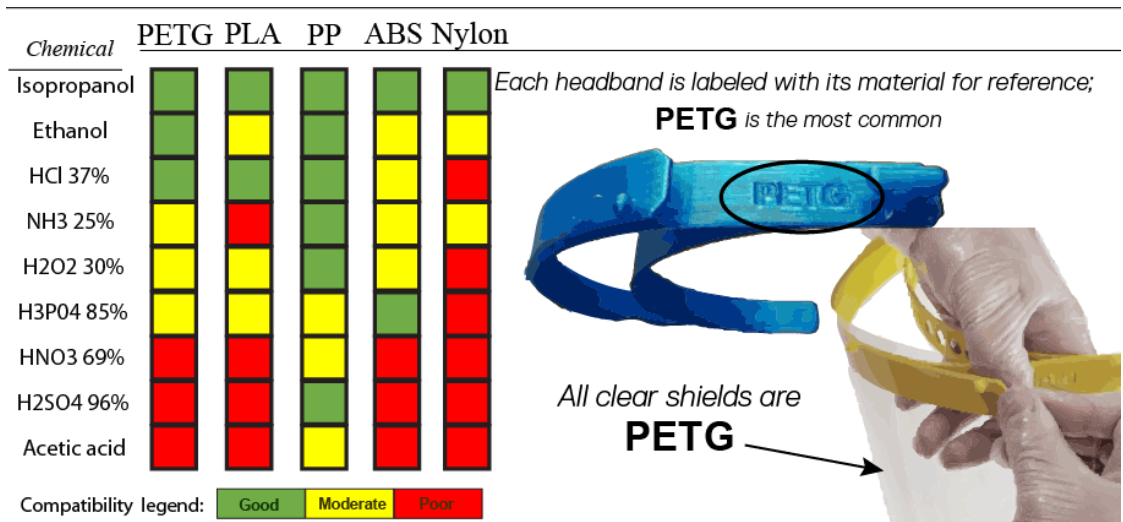 Chemical PETG PLA PP ABS Nylon
Isopropanol
Ethanol
HCl 37%
NH3 25%
H2O2 30%
H3P04 85%
HNO3 69%
H2SO4 96%
Acetic acid
Compatibility legend: Good Moderate Poor
Each headband is labeled with its material for reference;
PETG is the most common
PETG
All clear shields are
PETG